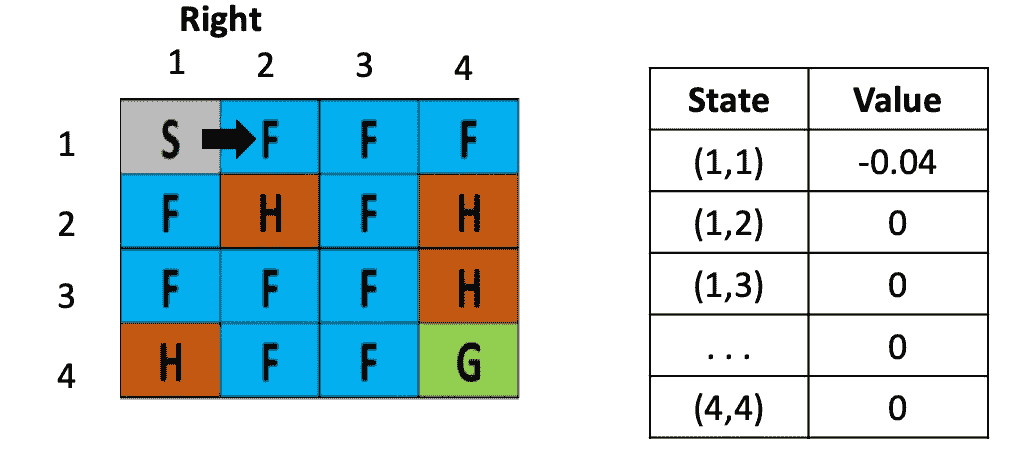 Right
1 2 3 4
1 S F F F
2 F H F H
3 F F F H
4 H F F G
State Value
(1,1) -0.04
(1,2) 0
(1,3) 0
. . . 0
(4,4) 0